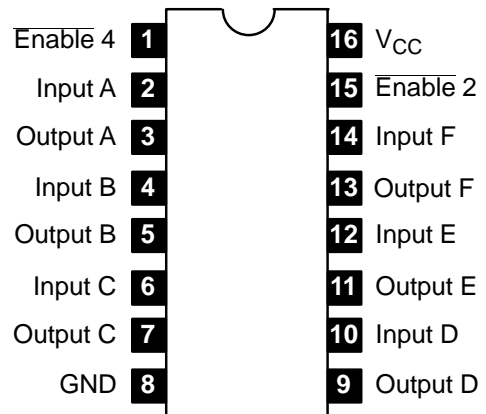 Enable 4 1 16 VCC
Input A 2 15 Enable 2
Output A 3 14 Input F
Input B 4 13 Output F
Output B 5 12 Input E
Input C 6 11 Output E
Output C 7 10 Input D
GND 8 9 Output D